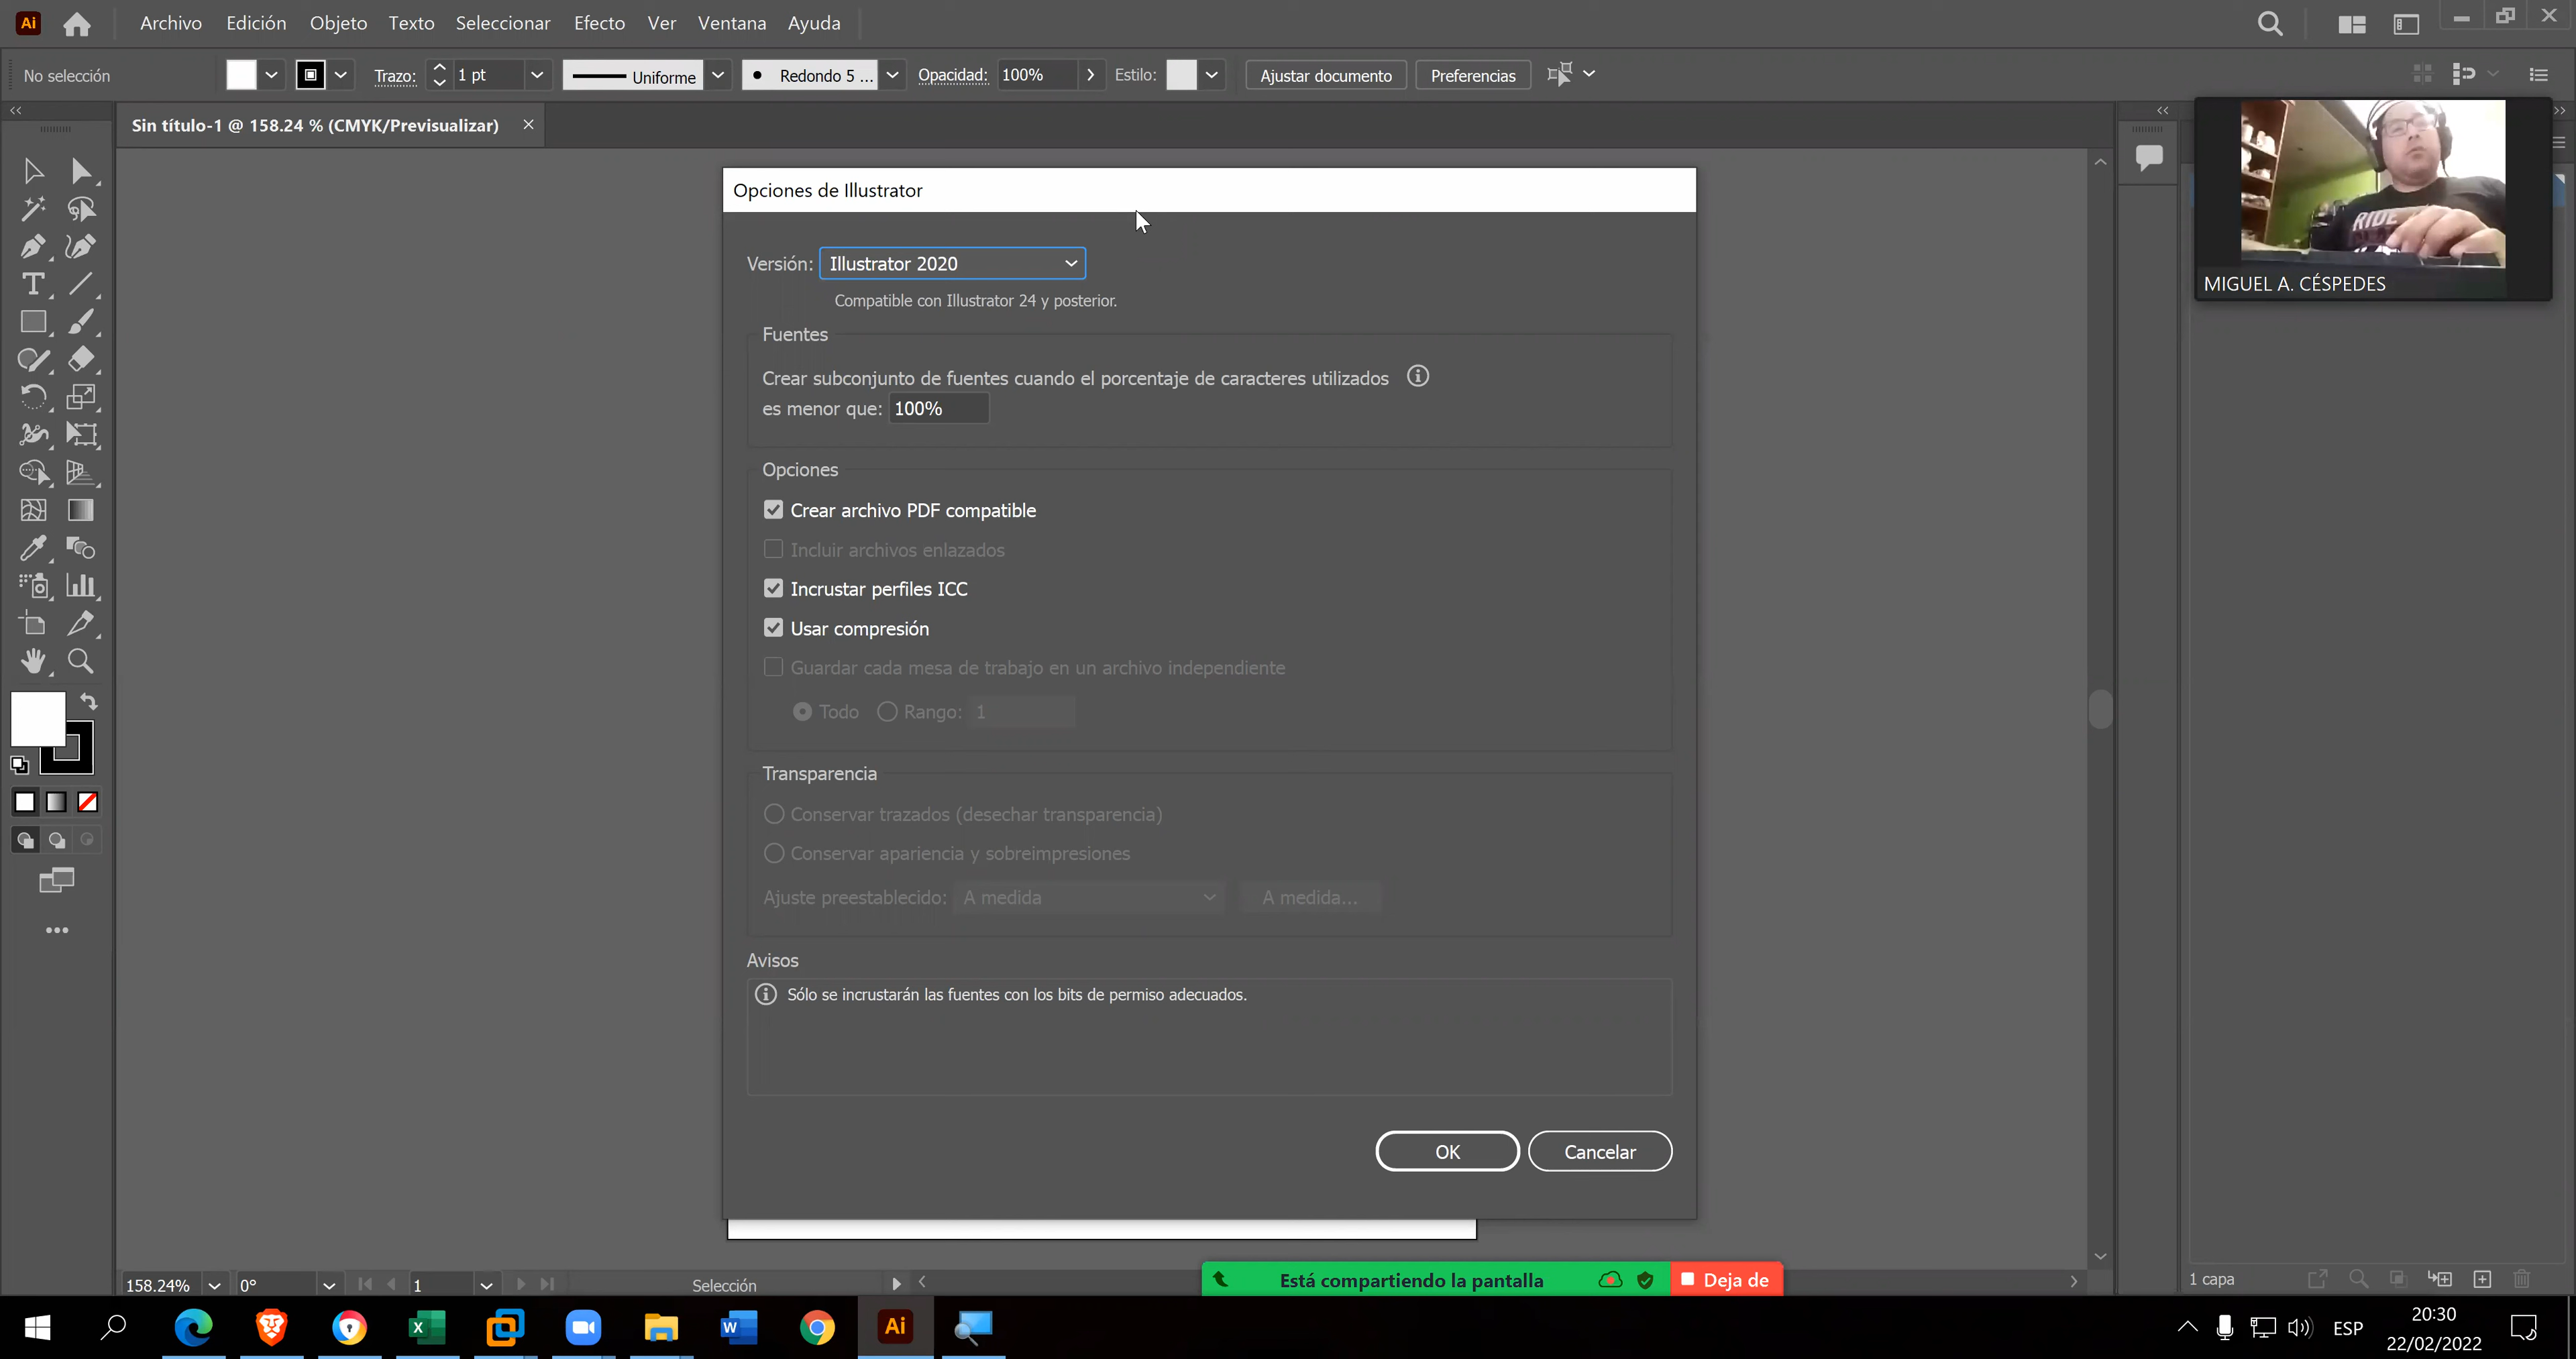 Ai
Archivo Edición Objeto Texto Seleccionar Efecto Ver Ventana Ayuda
No selección
Trazo: 1 pt
Uniforme
Redondo 5 ...
Opacidad: 100%
Estilo:
Ajustar documento
Preferencias
Sin título-1 @ 158.24 % (CMYK/Previsualizar)
Opciones de Illustrator
Versión: Illustrator 2020
Compatible con Illustrator 24 y posterior.
Fuentes
Crear subconjunto de fuentes cuando el porcentaje de caracteres utilizados
es menor que: 100%
Opciones
Crear archivo PDF compatible
Incluir archivos enlazados
Incrustar perfiles ICC
Usar compresión
Guardar cada mesa de trabajo en un archivo independiente
Todo Rango: 1
Transparencia
Conservar trazados (desechar transparencia)
Conservar apariencia y sobreimpresiones
Ajuste preestablecido: A medida A medida...
Avisos
Sólo se incrustarán las fuentes con los bits de permiso adecuados.
OK Cancelar
RIDE
MIGUEL A. CÉSPEDES
158.24% 0° 1 Selección
Está compartiendo la pantalla
Deja de
1 capa
Ai
ESP
20:30
22/02/2022